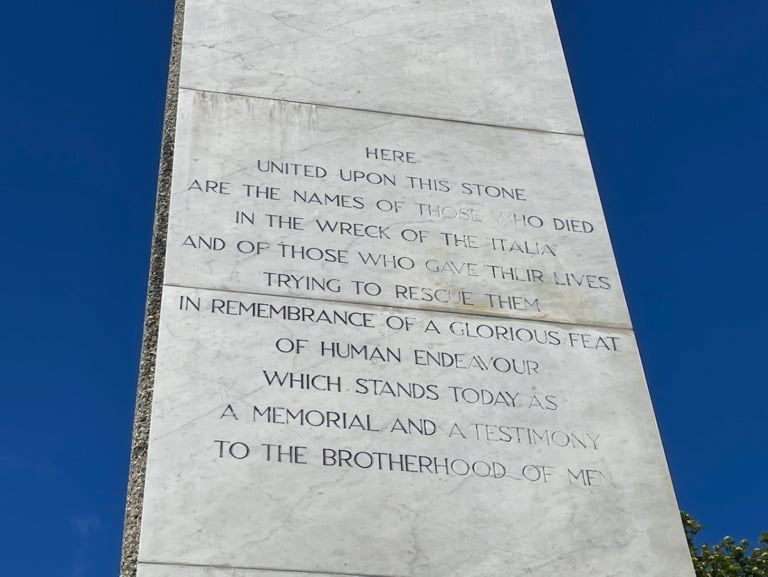 HERE
UNITED UPON THIS STONE
ARE THE NAMES OF THOSE WHO DIED
IN THE WRECK OF THE ITALIA
AND OF THOSE WHO GAVE THEIR LIVES
TRYING TO RESCUE THEM
IN REMEMBRANCE OF A GLORIOUS FEAT
OF HUMAN ENDEAVOUR
WHICH STANDS TODAY AS
A MEMORIAL AND A TESTIMONY
TO THE BROTHERHOOD OF MEN